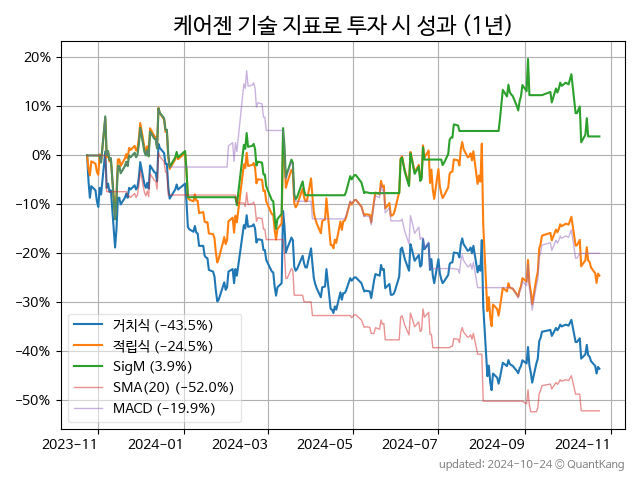 케어젠 기술 지표로 투자 시 성과 (1년)
20%
10%
0%
−10%
−20%
−30%
−40%
−50%
거치식 (−43.5%)
적립식 (−24.5%)
SigM (3.9%)
SMA(20) (−52.0%)
MACD (−19.9%)
2023−11 2024−01 2024−03 2024−05 2024−07 2024−09 2024−11
updated: 2024−10−24 © QuantKang